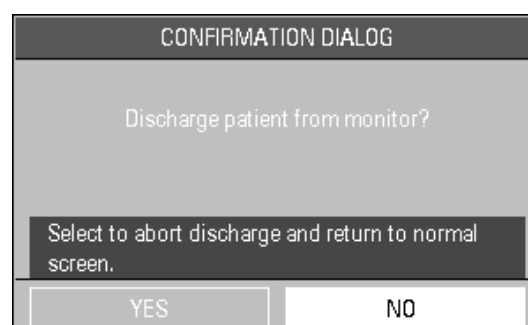 CONFIRMATION DIALOG
Discharge patient from monitor?
Select to abort discharge and return to normal
screen.
YES
NO